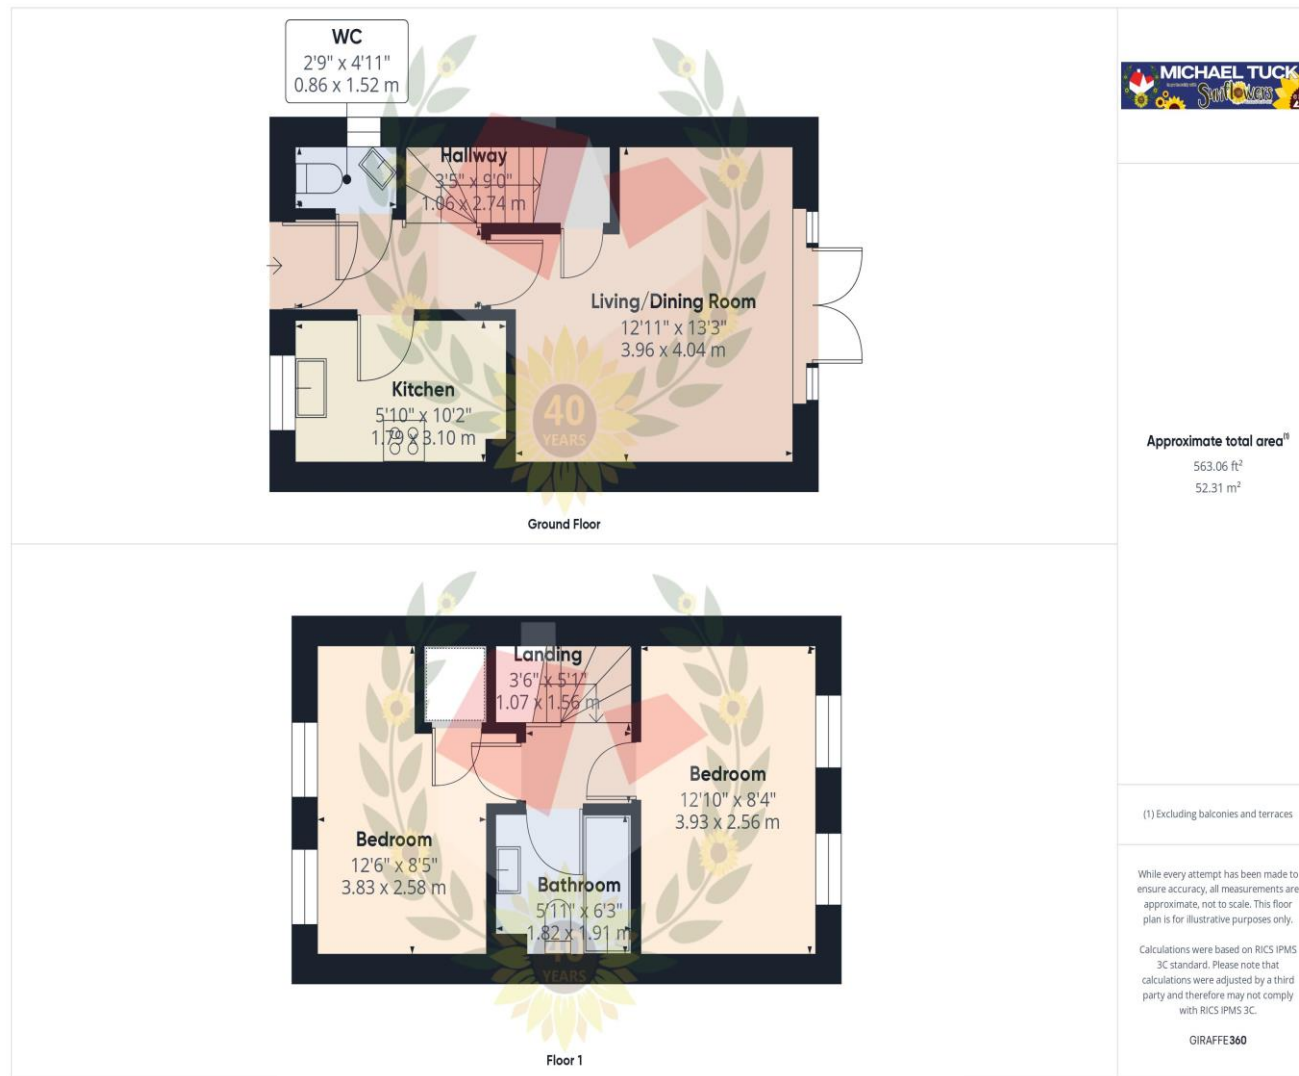 WC
2'9" x 4'11"
0.86 x 1.52 m
Hallway
3'5" x 9'0"
1.06 x 2.74 m
Living/Dining Room
12'11" x 13'3"
3.96 x 4.04 m
Kitchen
5'10" x 10'2"
1.79 x 3.10 m
40
YEARS
Ground Floor
Landing
3'6" x 5'1"
1.07 x 1.56 m
Bedroom
12'10" x 8'4"
3.93 x 2.56 m
Bedroom
12'6" x 8'5"
3.83 x 2.58 m
Bathroom
5'11" x 6'3"
1.82 x 1.91 m
40
YEARS
Floor 1
MICHAEL TUCK
Sunflowers
Approximate total area(1)
563.06 ft²
52.31 m²
(1) Excluding balconies and terraces
While every attempt has been made to
ensure accuracy, all measurements are
approximate, not to scale. This floor
plan is for illustrative purposes only.
Calculations were based on RICS IPMS
3C standard. Please note that
calculations were adjusted by a third
party and therefore may not comply
with RICS IPMS 3C.
GIRAFFE360